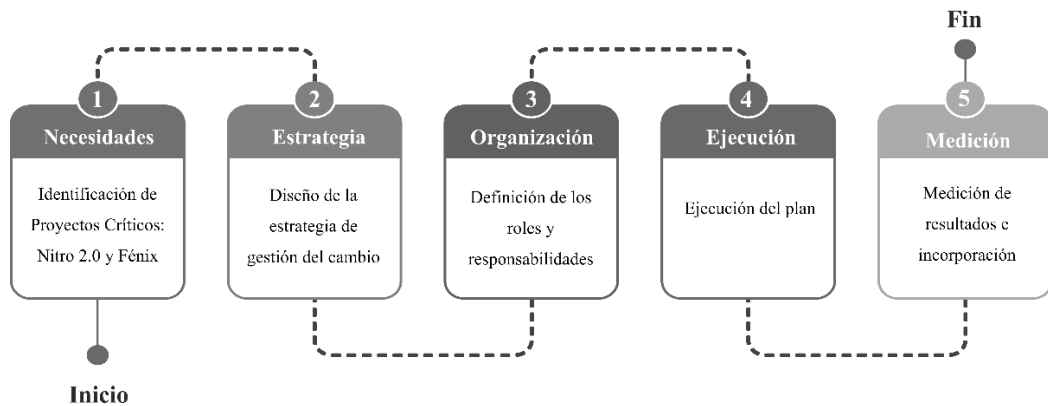 Fin
1
2
3
4
5
Necesidades
Estrategia
Organización
Ejecución
Medición
Identificación de
Proyectos Críticos:
Nitro 2.0 y Fénix
Diseño de la
estrategia de
gestión del cambio
Definición de los
roles y
responsabilidades
Ejecución del plan
Medición de
resultados e
incorporación
Inicio